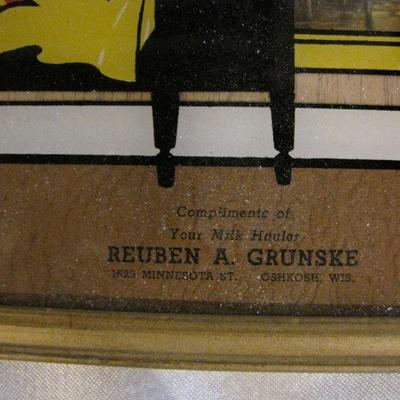 Compliments of
Your Milk Hauler
REUBEN A. GRUNSKE
1623 MINNESOTA ST. OSHKOSH, WIS.